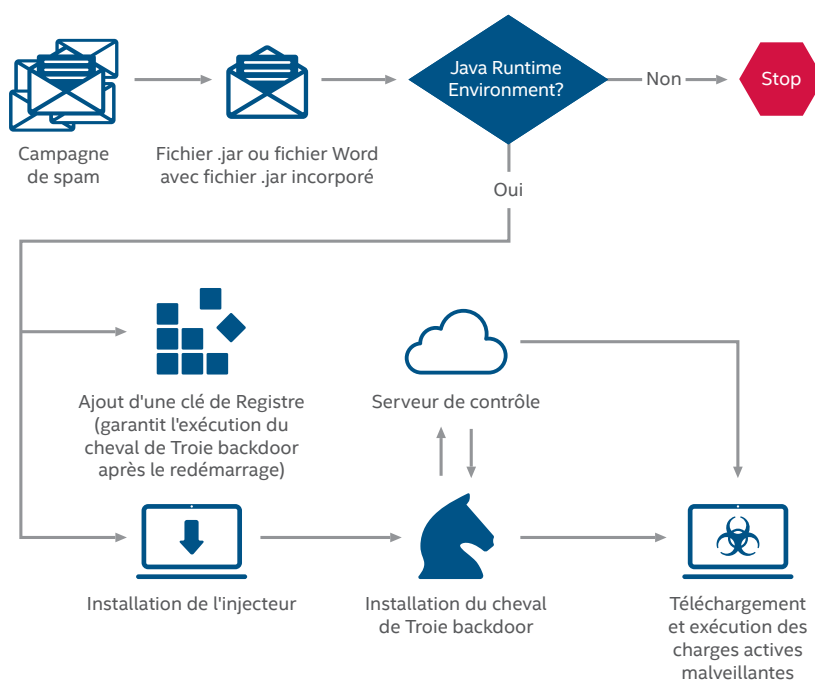 Java Runtime
Environment?
Non
Stop
Campagne
de spam
Fichier .jar ou fichier Word
avec fichier .jar incorporé
Oui
Ajout d'une clé de Registre
(garantit l'exécution du
cheval de Troie backdoor
après le redémarrage)
Serveur de contrôle
Installation de l'injecteur
Installation du cheval
de Troie backdoor
Téléchargement
et exécution des
charges actives
malveillantes